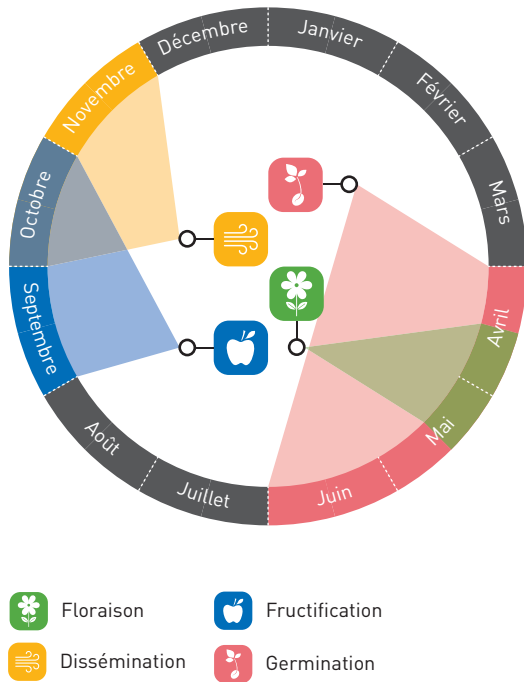 Janvier
Février
Mars
Avril
Mai
Juin
Juillet
Août
Septembre
Octobre
Novembre
Décembre
Floraison
Fructification
Dissémination
Germination